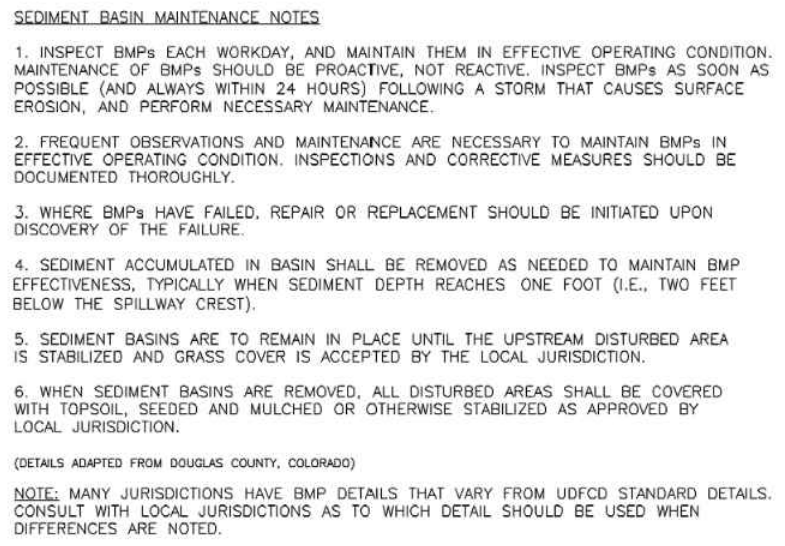 SEDIMENT BASIN MAINTENANCE NOTES
1. INSPECT BMPs EACH WORKDAY, AND MAINTAIN THEM IN EFFECTIVE OPERATING CONDITION.
MAINTENANCE OF BMPs SHOULD BE PROACTIVE, NOT REACTIVE. INSPECT BMPs AS SOON AS
POSSIBLE (AND ALWAYS WITHIN 24 HOURS) FOLLOWING A STORM THAT CAUSES SURFACE
EROSION, AND PERFORM NECESSARY MAINTENANCE.
2. FREQUENT OBSERVATIONS AND MAINTENANCE ARE NECESSARY TO MAINTAIN BMPs IN
EFFECTIVE OPERATING CONDITION. INSPECTIONS AND CORRECTIVE MEASURES SHOULD BE
DOCUMENTED THOROUGHLY.
3. WHERE BMPs HAVE FAILED, REPAIR OR REPLACEMENT SHOULD BE INITIATED UPON
DISCOVERY OF THE FAILURE.
4. SEDIMENT ACCUMULATED IN BASIN SHALL BE REMOVED AS NEEDED TO MAINTAIN BMP
EFFECTIVENESS, TYPICALLY WHEN SEDIMENT DEPTH REACHES ONE FOOT (I.E., TWO FEET
BELOW THE SPILLWAY CREST).
5. SEDIMENT BASINS ARE TO REMAIN IN PLACE UNTIL THE UPSTREAM DISTURBED AREA
IS STABILIZED AND GRASS COVER IS ACCEPTED BY THE LOCAL JURISDICTION.
6. WHEN SEDIMENT BASINS ARE REMOVED, ALL DISTURBED AREAS SHALL BE COVERED
WITH TOPSOIL, SEEDED AND MULCHED OR OTHERWISE STABILIZED AS APPROVED BY
LOCAL JURISDICTION.
(DETAILS ADAPTED FROM DOUGLAS COUNTY, COLORADO)
NOTE: MANY JURISDICTIONS HAVE BMP DETAILS THAT VARY FROM UDFCD STANDARD DETAILS.
CONSULT WITH LOCAL JURISDICTIONS AS TO WHICH DETAIL SHOULD BE USED WHEN
DIFFERENCES ARE NOTED.